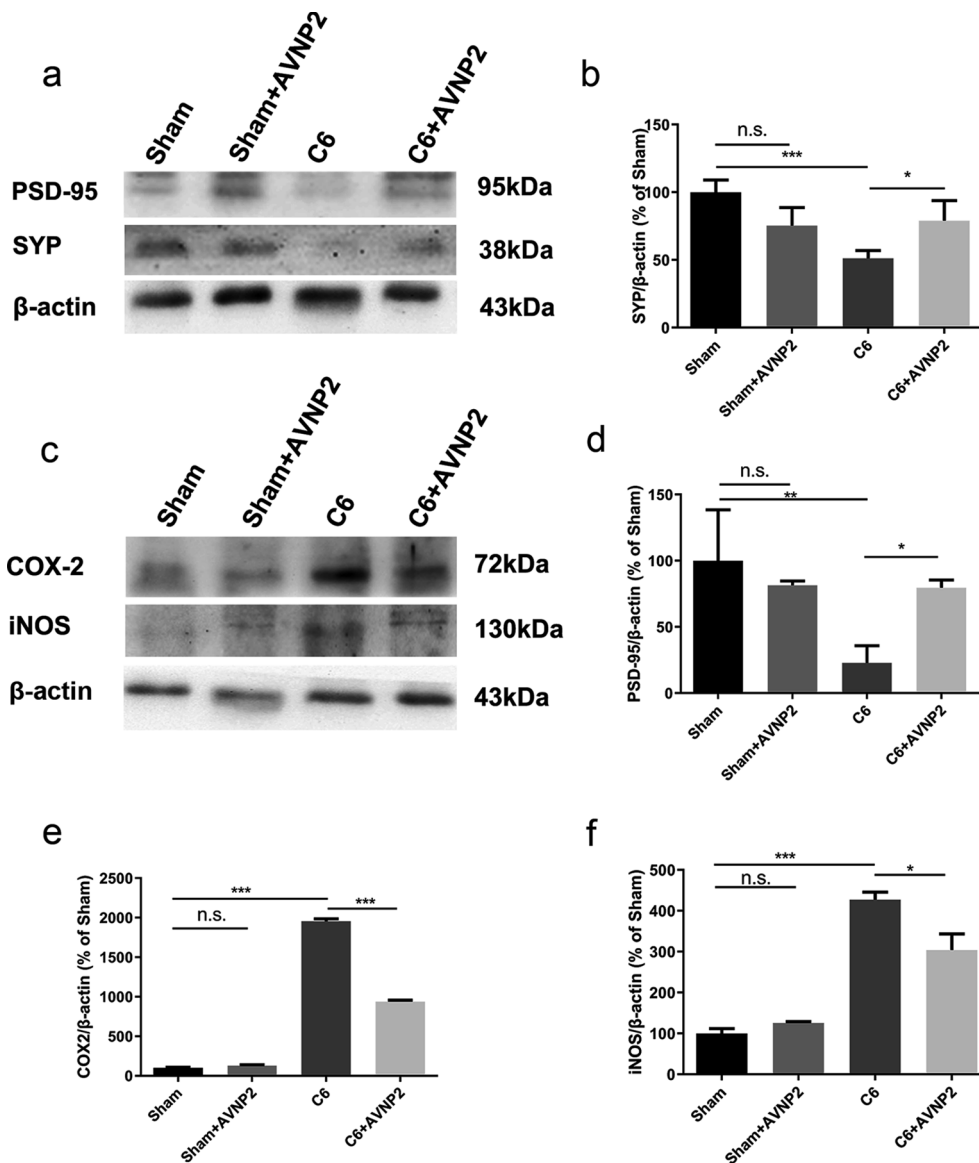 a
Sham
Sham+AVNP2
C6
C6+AVNP2
PSD-95
95kDa
SYP
38kDa
β-actin
43kDa
b
SYP/β-actin (% of Sham)
150
100
50
0
n.s.
***
*
Sham
Sham+AVNP2
C6
C6+AVNP2
c
Sham
Sham+AVNP2
C6
C6+AVNP2
COX-2
72kDa
iNOS
130kDa
β-actin
43kDa
d
PSD-95/β-actin (% of Sham)
150
100
50
0
n.s.
**
*
Sham
Sham+AVNP2
C6
C6+AVNP2
e
COX2/β-actin (% of Sham)
2500
2000
1500
1000
500
0
***
n.s.
***
Sham
Sham+AVNP2
C6
C6+AVNP2
f
iNOS/β-actin (% of Sham)
500
400
300
200
100
0
***
n.s.
*
Sham
Sham+AVNP2
C6
C6+AVNP2